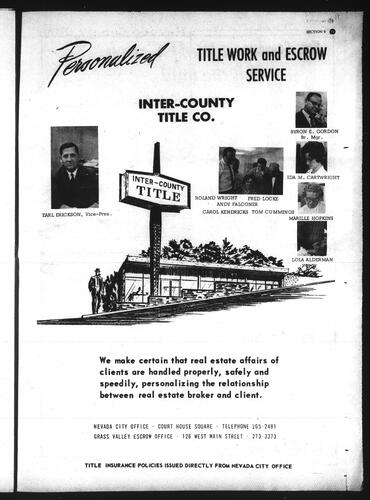 SECTION 9
Personalized
TITLE WORK and ESCROW
SERVICE
INTER-COUNTY
TITLE CO.
BYRON E. GORDON
Br. Mgr.
IDA M. CARTWRIGHT
INTER-COUNTY
TITLE
ROLAND WRIGHT FRED LOCKE
ANDY FALCONER
CAROL KENDRICKS TOM CUMMINGS
EARL ERICKSON, Vice-Pres.
MARILLE HOPKINS
LOLA ALDERMAN
We make certain that real estate affairs of
clients are handled properly, safely and
speedily, personalizing the relationship
between real estate broker and client.
NEVADA CITY OFFICE · COURT HOUSE SQUARE · TELEPHONE 265-2481
GRASS VALLEY ESCROW OFFICE · 126 WEST MAIN STREET · 273-3373
TITLE INSURANCE POLICIES ISSUED DIRECTLY FROM NEVADA CITY OFFICE